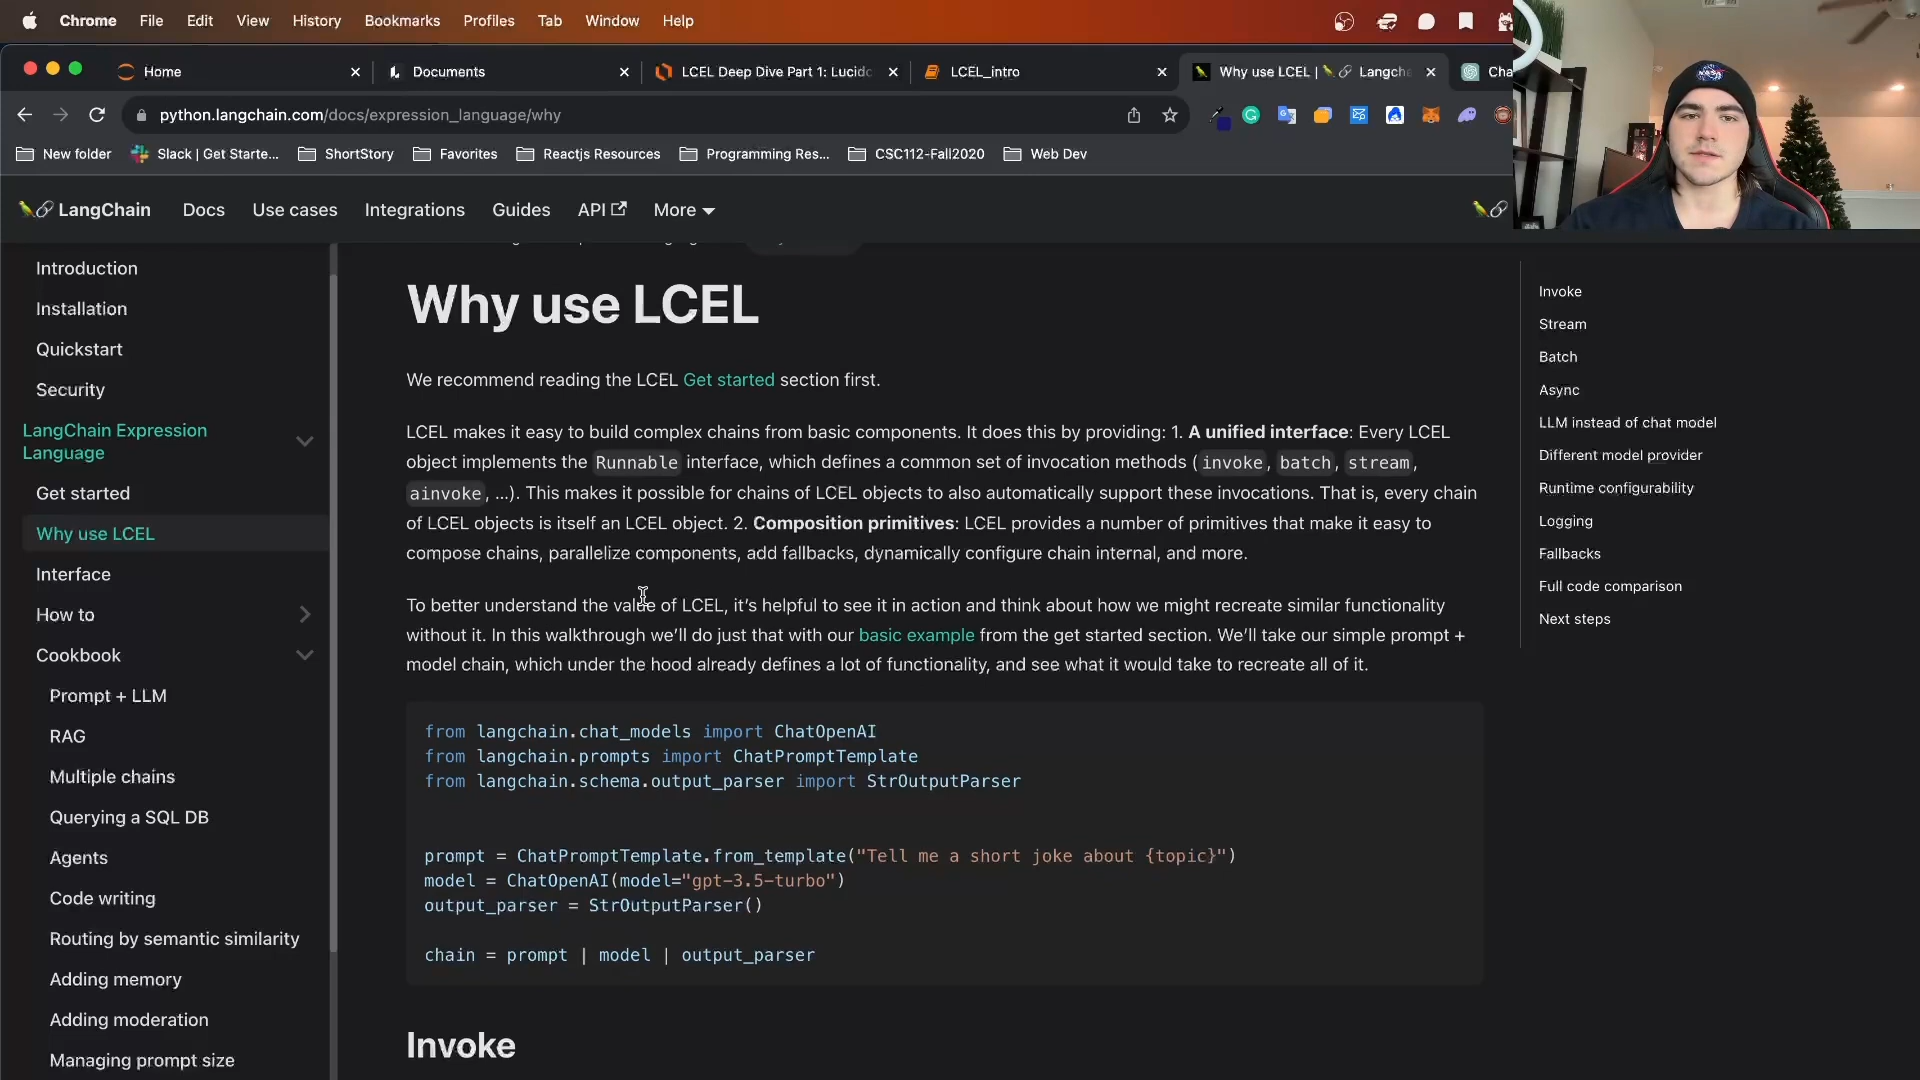 Chrome File Edit View History Bookmarks Profiles Tab Window Help
Home Documents LCEL Deep Dive Part 1: Lucid LCEL_intro Why use LCEL | Langcha Cha
python.langchain.com/docs/expression_language/why
New folder Slack | Get Starte... ShortStory Favorites Reactjs Resources Programming Res... CSC112-Fall2020 Web Dev
LangChain Docs Use cases Integrations Guides API More
Introduction
Installation
Quickstart
Security
LangChain Expression
Language
Get started
Why use LCEL
Interface
How to
Cookbook
Prompt + LLM
RAG
Multiple chains
Querying a SQL DB
Agents
Code writing
Routing by semantic similarity
Adding memory
Adding moderation
Managing prompt size
Why use LCEL
We recommend reading the LCEL Get started section first.
LCEL makes it easy to build complex chains from basic components. It does this by providing: 1. A unified interface: Every LCEL
object implements the Runnable interface, which defines a common set of invocation methods (invoke, batch, stream,
ainvoke, ...). This makes it possible for chains of LCEL objects to also automatically support these invocations. That is, every chain
of LCEL objects is itself an LCEL object. 2. Composition primitives: LCEL provides a number of primitives that make it easy to
compose chains, parallelize components, add fallbacks, dynamically configure chain internal, and more.
To better understand the value of LCEL, it's helpful to see it in action and think about how we might recreate similar functionality
without it. In this walkthrough we'll do just that with our basic example from the get started section. We'll take our simple prompt +
model chain, which under the hood already defines a lot of functionality, and see what it would take to recreate all of it.
from langchain.chat_models import ChatOpenAI
from langchain.prompts import ChatPromptTemplate
from langchain.schema.output_parser import StrOutputParser
prompt = ChatPromptTemplate.from_template("Tell me a short joke about {topic}")
model = ChatOpenAI(model="gpt-3.5-turbo")
output_parser = StrOutputParser()
chain = prompt | model | output_parser
Invoke
Invoke
Stream
Batch
Async
LLM instead of chat model
Different model provider
Runtime configurability
Logging
Fallbacks
Full code comparison
Next steps
NASA